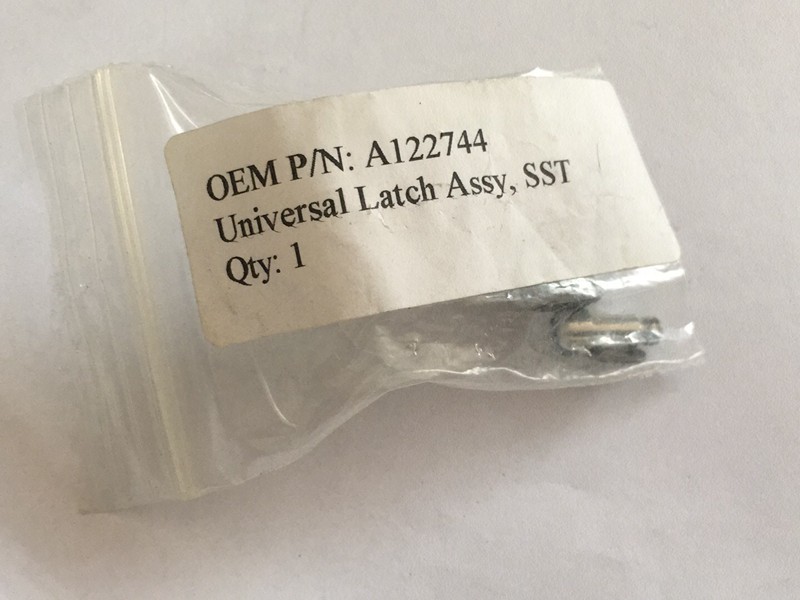 OEM P/N: A122744
Universal Latch Assy, SST
Qty: 1